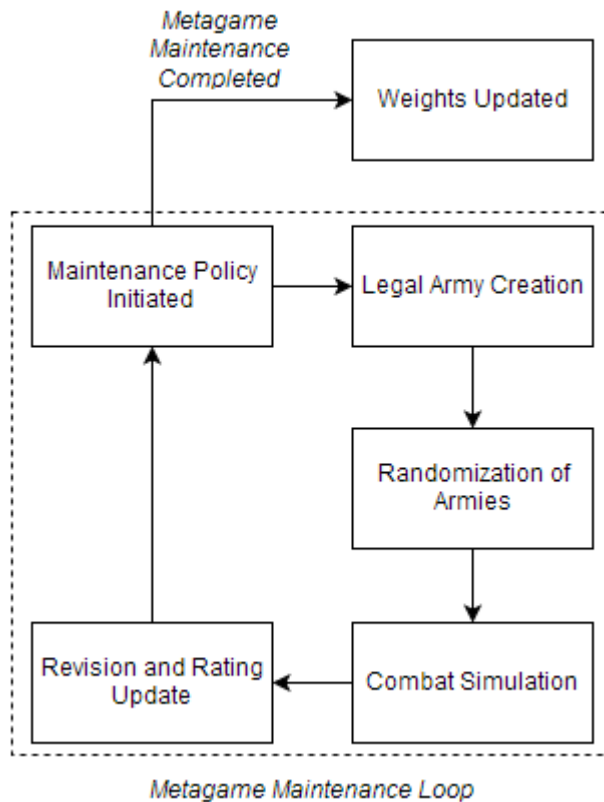 Metagame
Maintenance
Completed
Weights Updated
Maintenance Policy
Initiated
Legal Army Creation
Randomization of
Armies
Revision and Rating
Update
Combat Simulation
Metagame Maintenance Loop